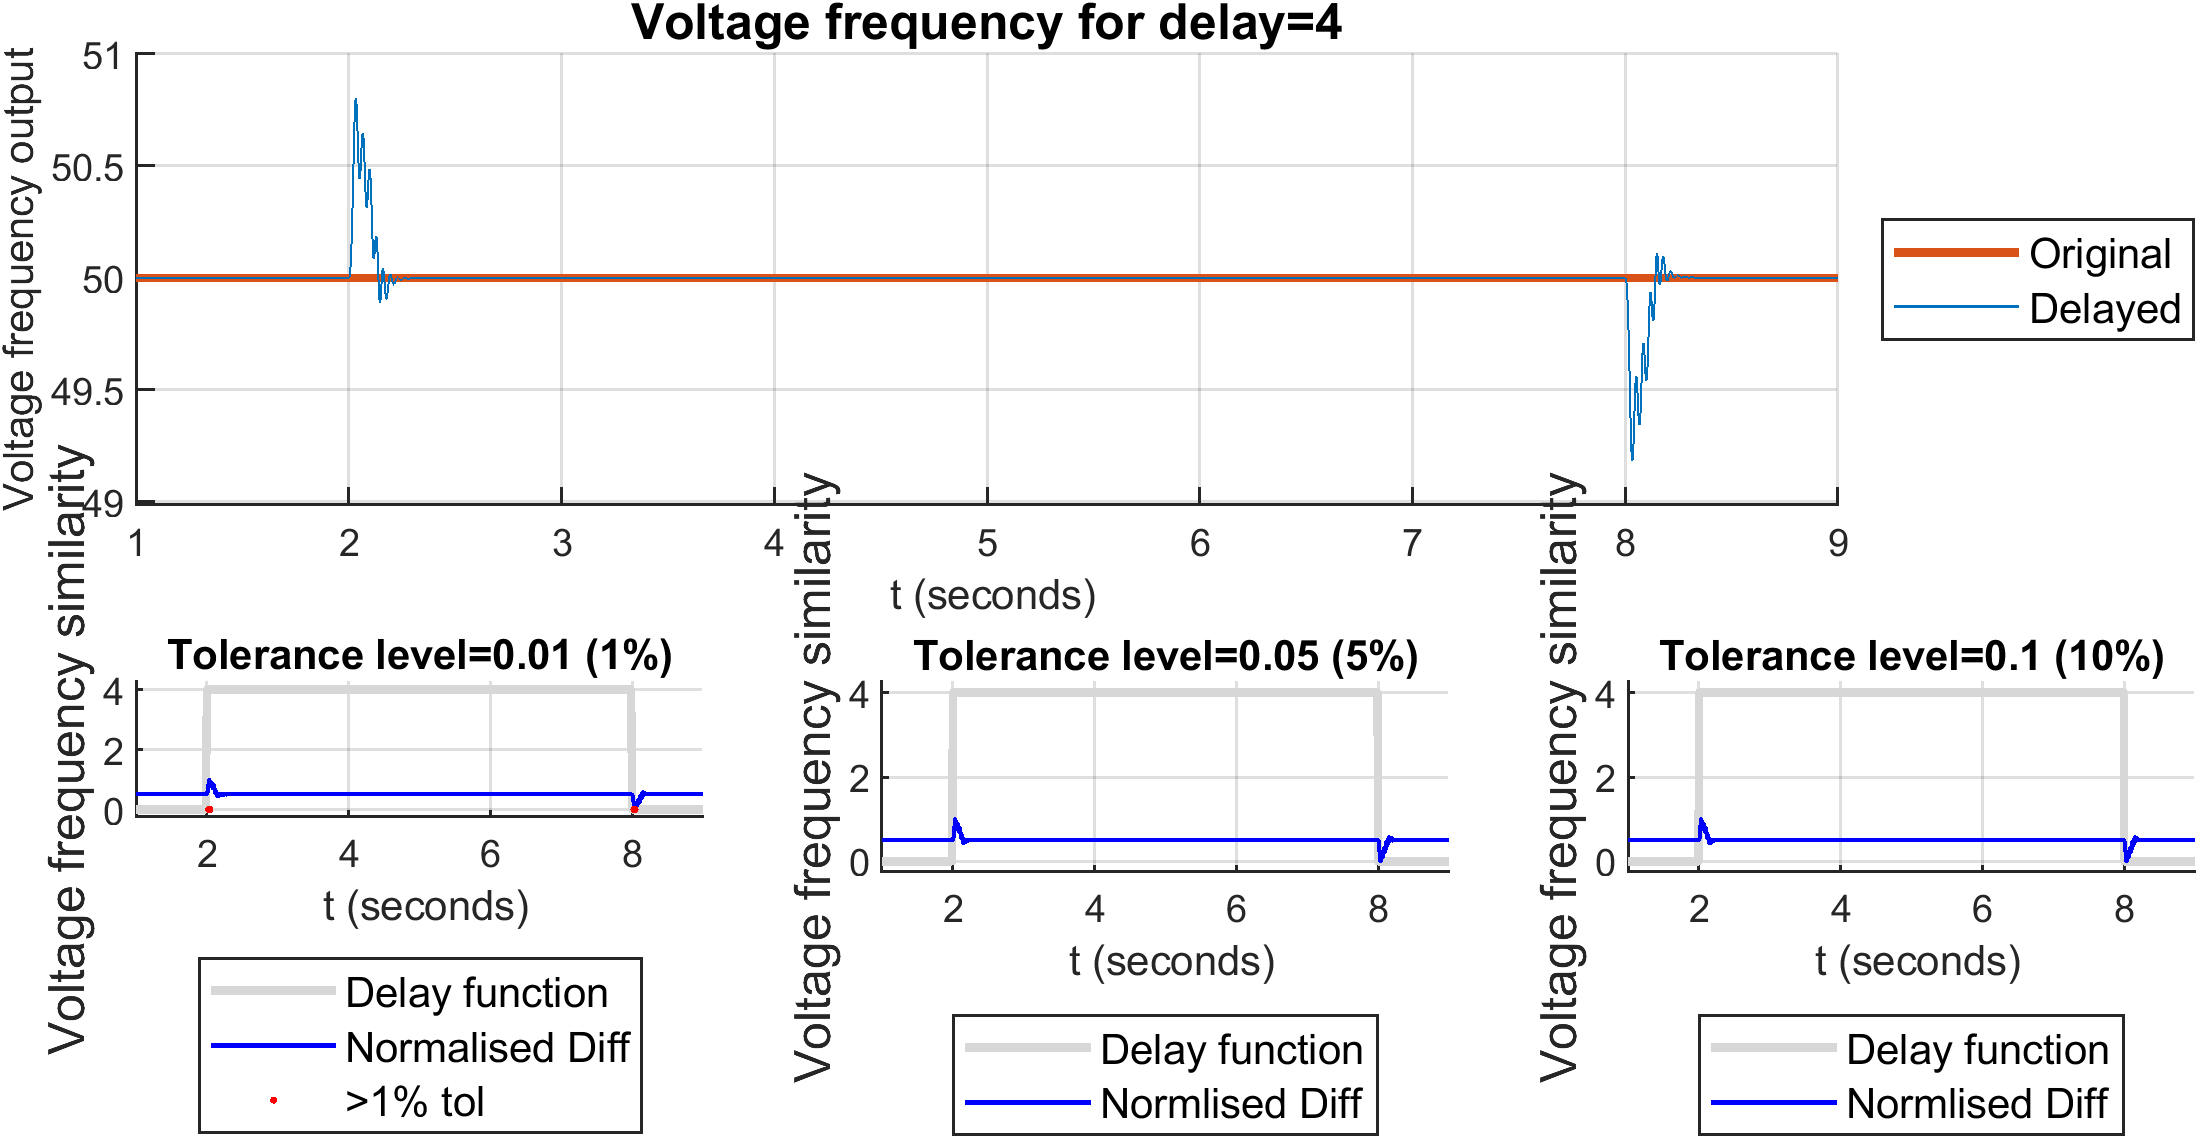 Voltage frequency for delay=4
Voltage frequency output
51
50.5
50
49.5
49
1 2 3 4 5 6 7 8 9
t (seconds)
Original
Delayed
Voltage frequency similarity
Tolerance level=0.01 (1%)
4
2
0
2 4 6 8
t (seconds)
Delay function
Normalised Diff
>1% tol
Voltage frequency similarity
Tolerance level=0.05 (5%)
4
2
0
2 4 6 8
t (seconds)
Delay function
Normlised Diff
Voltage frequency similarity
Tolerance level=0.1 (10%)
4
2
0
2 4 6 8
t (seconds)
Delay function
Normlised Diff